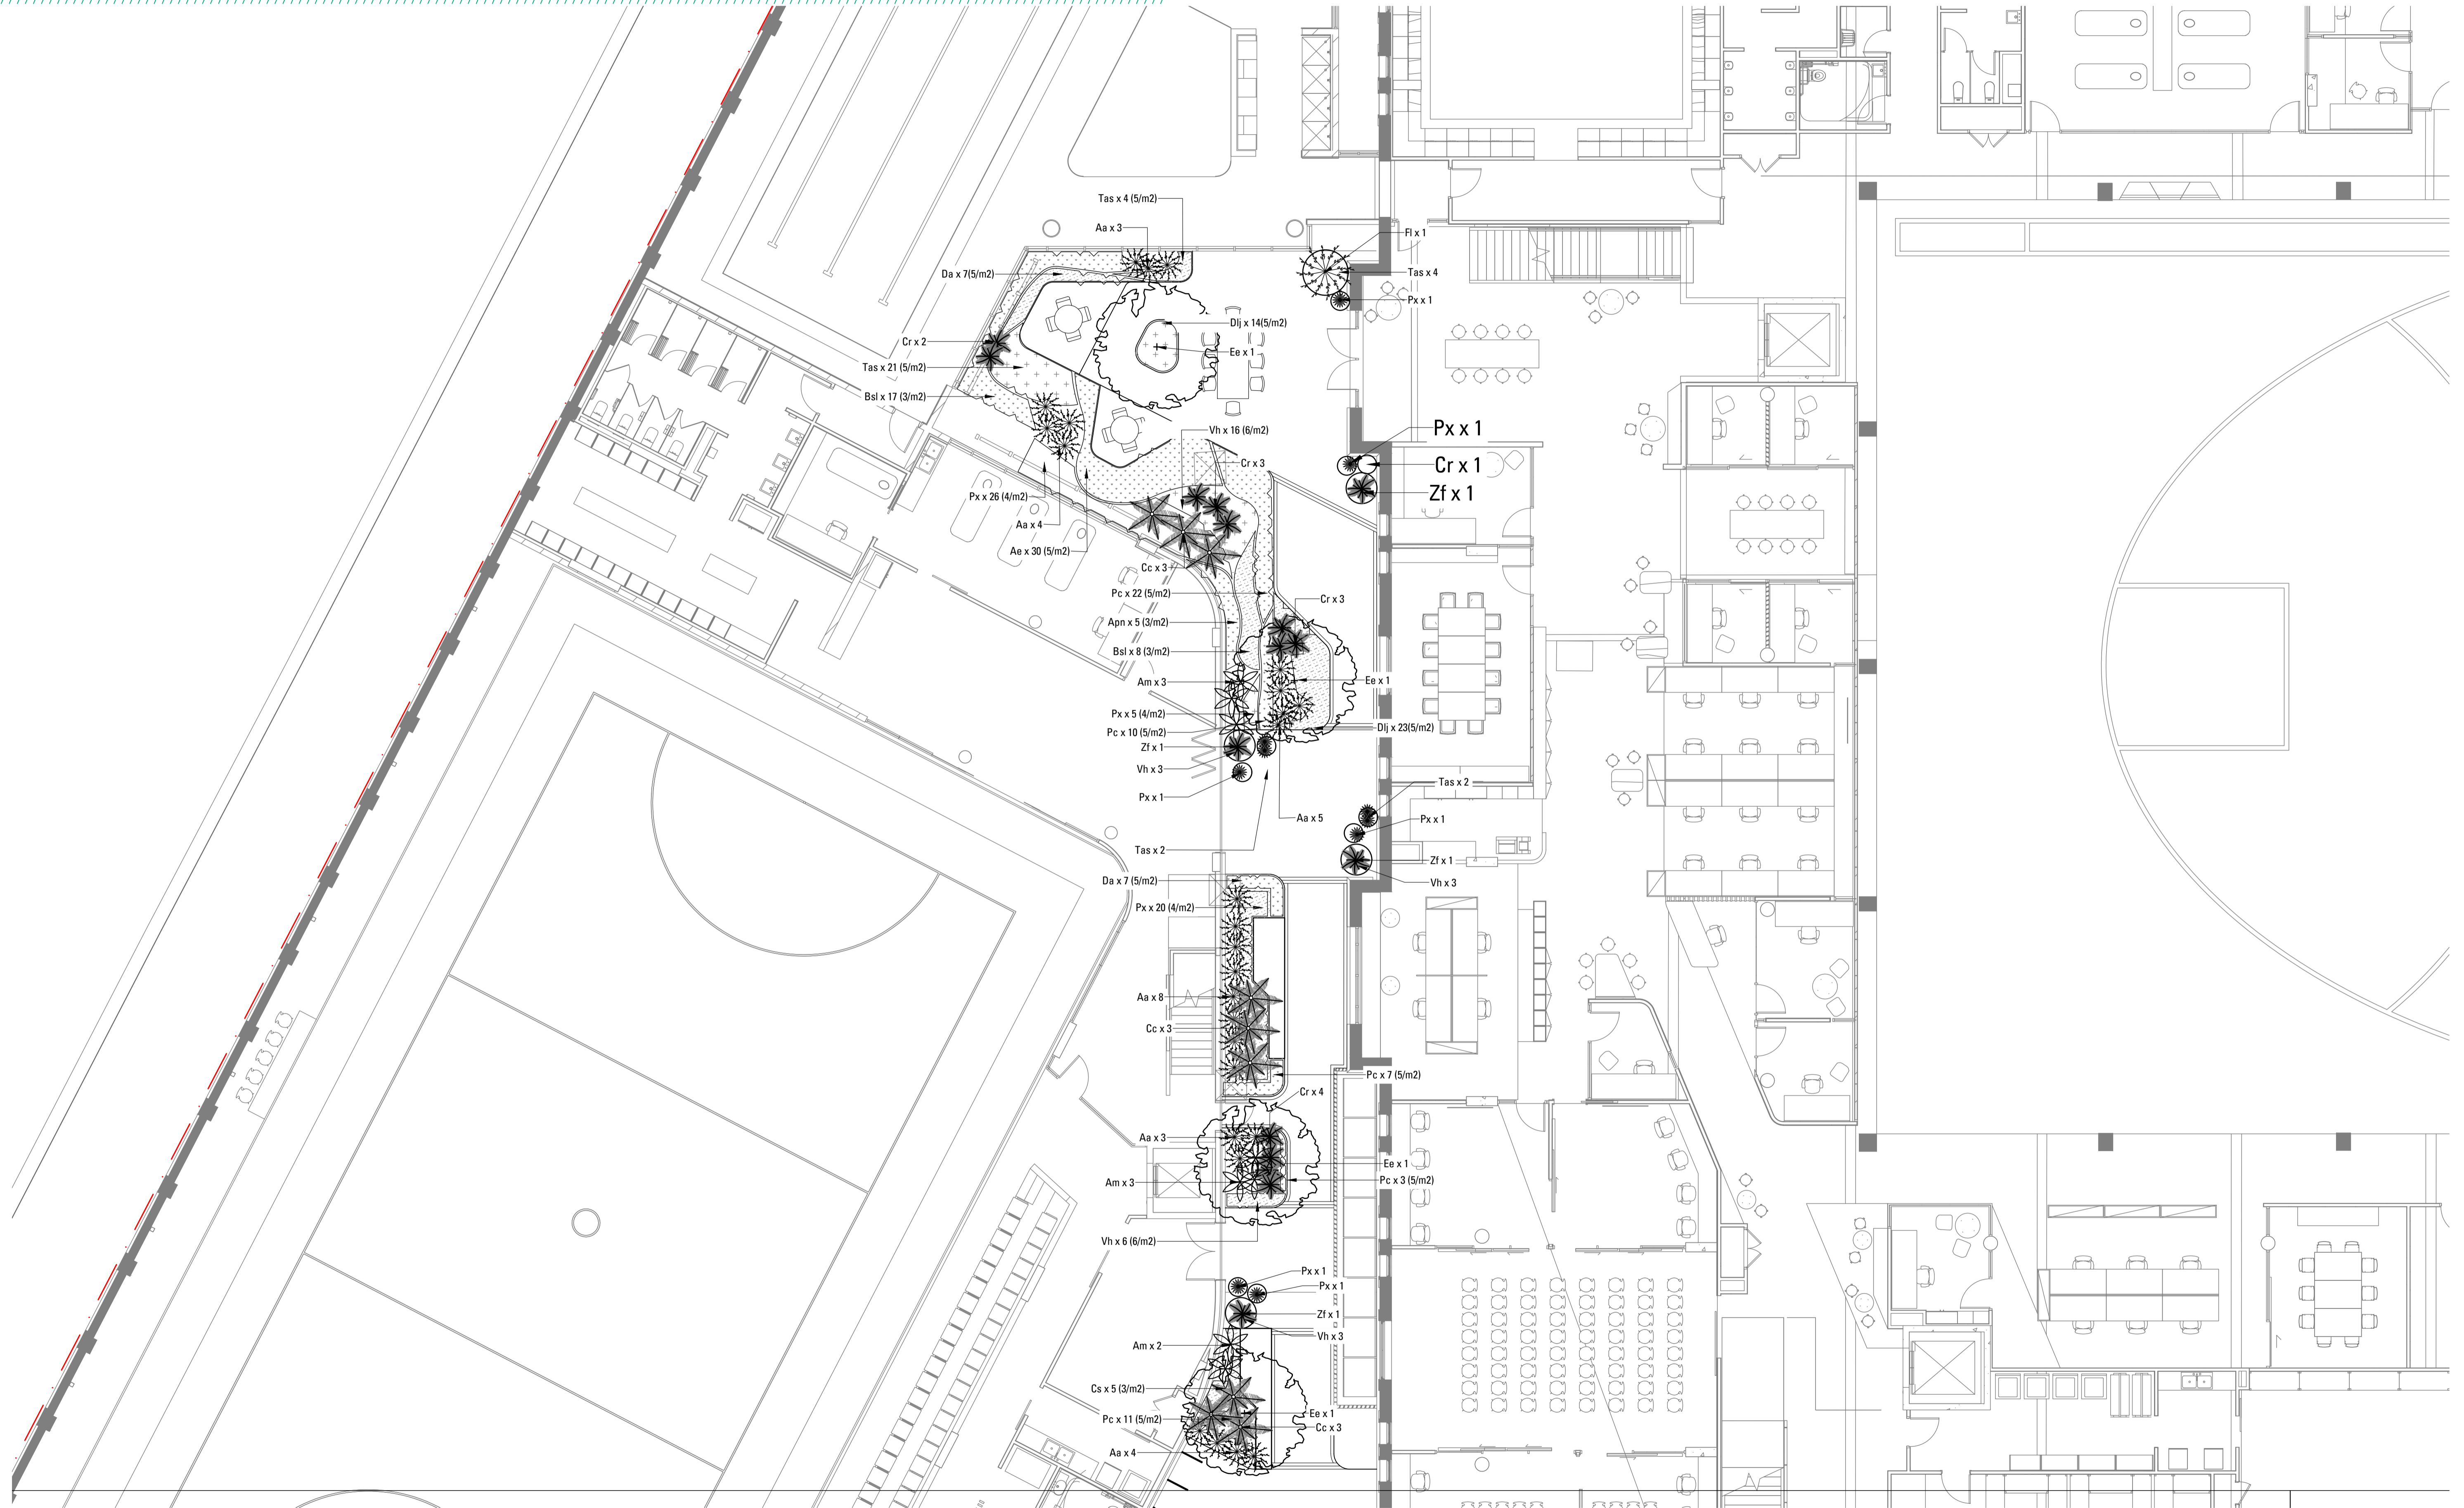 Tas x 4 (5/m2)
Aa x 3
Fl x 1
Da x 7(5/m2)
Tas x 4
Px x 1
Dlj x 14(5/m2)
Cr x 2
Ee x 1
Tas x 21 (5/m2)
Bsl x 17 (3/m2)
Vh x 16 (6/m2)
Px x 1
Cr x 3
Cr x 1
Px x 26 (4/m2)
Zf x 1
Aa x 4
Ae x 30 (5/m2)
Cc x 3
Pc x 22 (5/m2)
Cr x 3
Apn x 5 (3/m2)
Bsl x 8 (3/m2)
Am x 3
Ee x 1
Px x 5 (4/m2)
Dlj x 23(5/m2)
Pc x 10 (5/m2)
Zf x 1
Vh x 3
Tas x 2
Px x 1
Aa x 5
Px x 1
Tas x 2
Zf x 1
Da x 7 (5/m2)
Vh x 3
Px x 20 (4/m2)
Aa x 8
Cc x 3
Pc x 7 (5/m2)
Cr x 4
Aa x 3
Ee x 1
Am x 3
Pc x 3 (5/m2)
Vh x 6 (6/m2)
Px x 1
Px x 1
Zf x 1
Vh x 3
Am x 2
Cs x 5 (3/m2)
Ee x 1
Pc x 11 (5/m2)
Cc x 3
Aa x 4